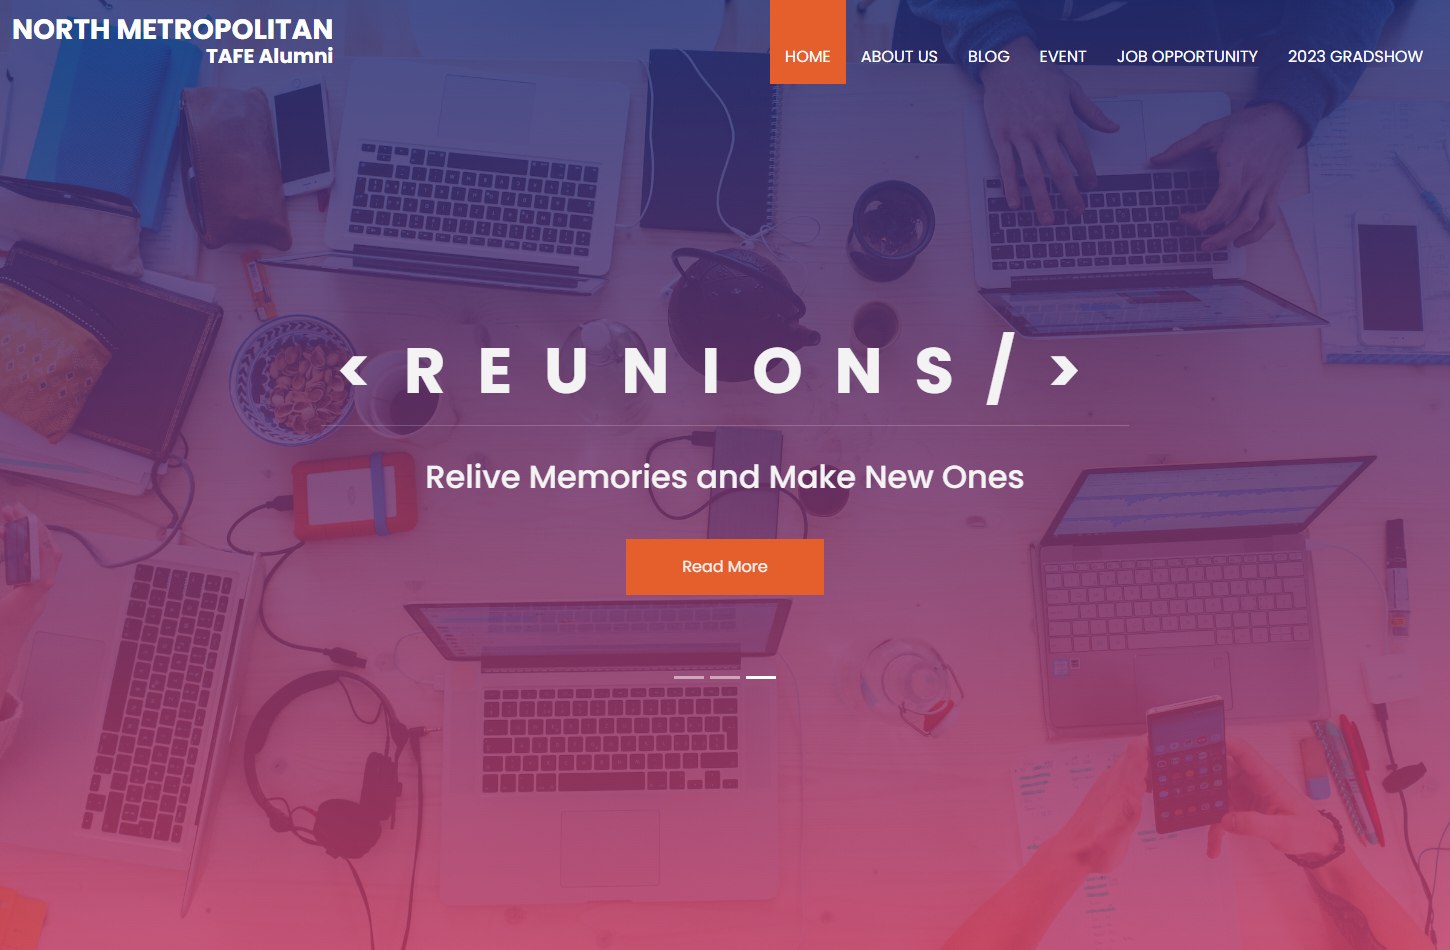 NORTH METROPOLITAN
TAFE Alumni
HOME ABOUT US BLOG EVENT JOB OPPORTUNITY 2023 GRADSHOW
< REUNIONS/ >
Relive Memories and Make New Ones
Read More